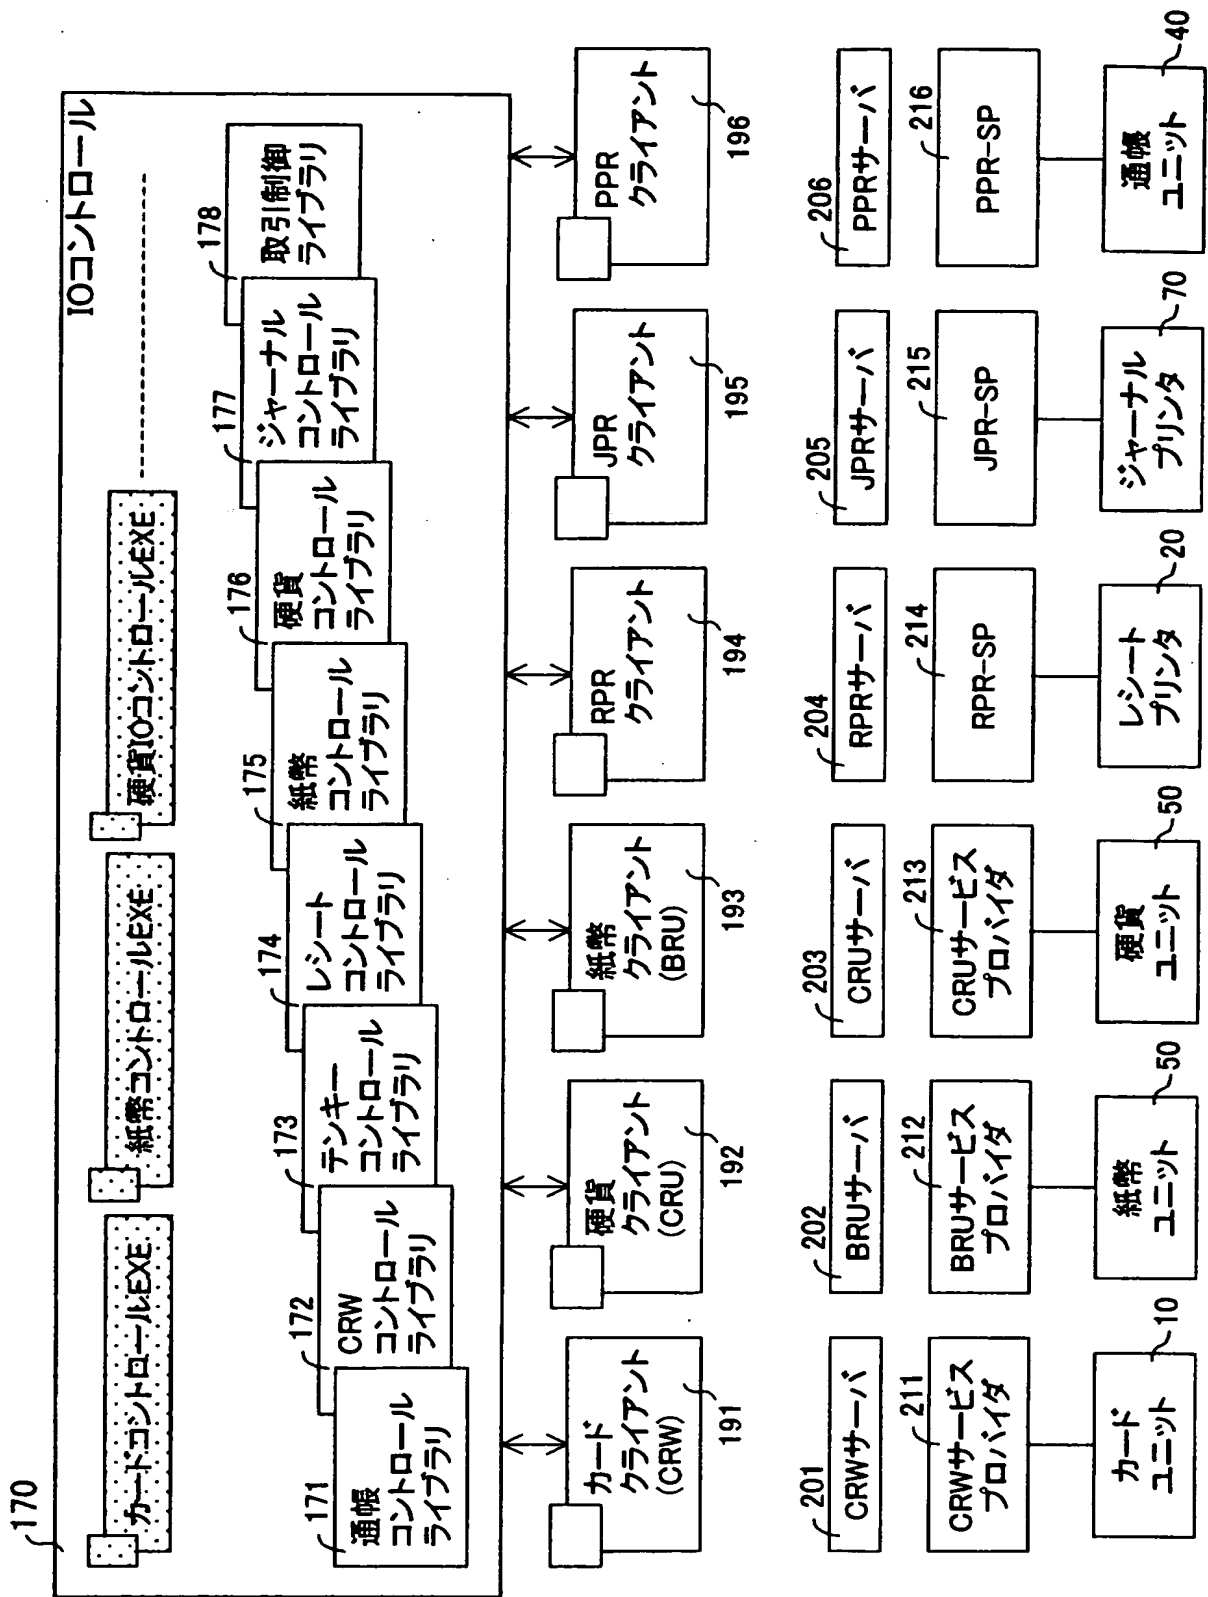 170
IOコントロール
カードコントロールEXE
紙幣コントロールEXE
硬貨IOコントロールEXE
171
通帳
コントロール
ライブラリ
172
CRW
コントロール
ライブラリ
173
テンキー
コントロール
ライブラリ
174
レシート
コントロール
ライブラリ
175
紙幣
コントロール
ライブラリ
176
硬貨
コントロール
ライブラリ
177
ジャーナル
コントロール
ライブラリ
178
取引制御
ライブラリ
カード
クライアント
(CRW)
191
硬貨
クライアント
(CRU)
192
紙幣
クライアント
(BRU)
193
RPR
クライアント
194
JPR
クライアント
195
PPR
クライアント
196
201
CRWサーバ
202
BRUサーバ
203
CRUサーバ
204
RPRサーバ
205
JPRサーバ
206
PPRサーバ
211
CRWサービス
プロバイダ
212
BRUサービス
プロバイダ
213
CRUサービス
プロバイダ
214
RPR-SP
215
JPR-SP
216
PPR-SP
カード
ユニット
10
紙幣
ユニット
50
硬貨
ユニット
50
レシート
プリンタ
20
ジャーナル
プリンタ
70
通帳
ユニット
40